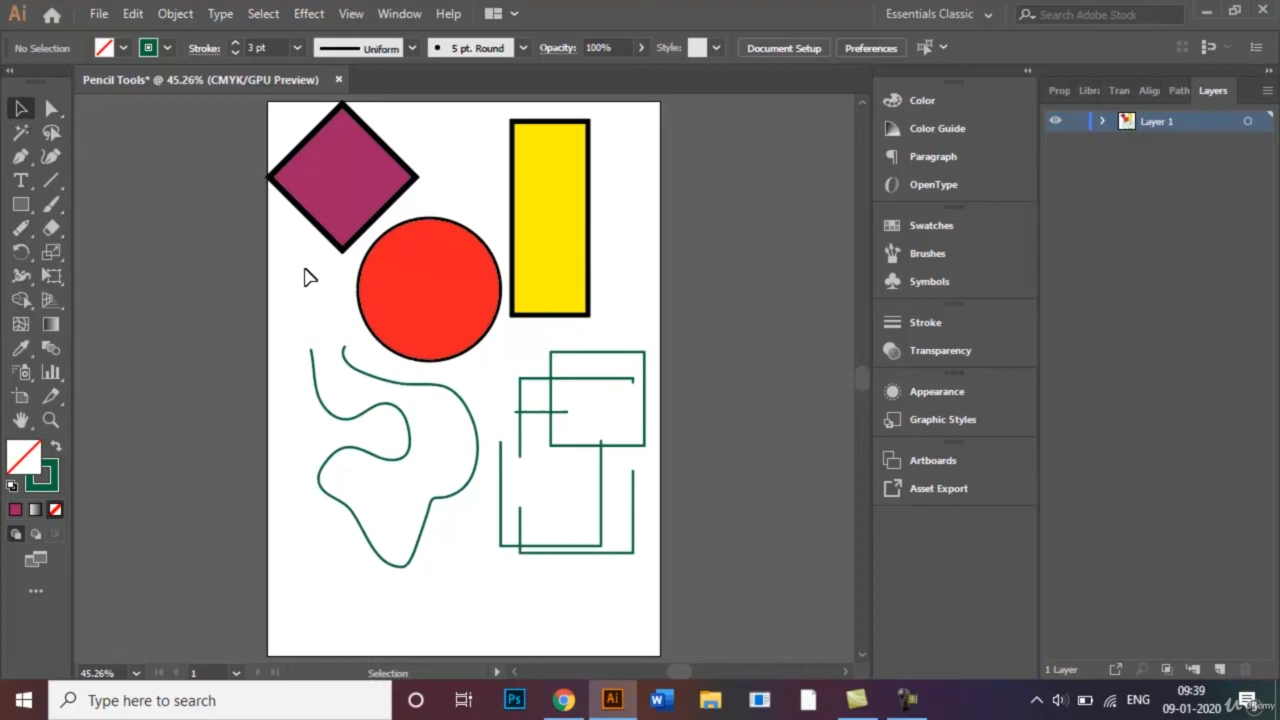 Ai File Edit Object Type Select Effect View Window Help Essentials Classic Search Adobe Stock
No Selection Stroke: 3 pt Uniform 5 pt. Round Opacity: 100% Style: Document Setup Preferences
Pencil Tools* @ 45.26% (CMYK/GPU Preview) ×
Prop Libra Tran Align Path Layers
Layer 1
Color
Color Guide
Paragraph
OpenType
Swatches
Brushes
Symbols
Stroke
Transparency
Appearance
Graphic Styles
Artboards
Asset Export
45.26% 1 Selection
1 Layer
Type here to search
Ps
Ai
W
ENG
09:39
09-01-2020
Udemy